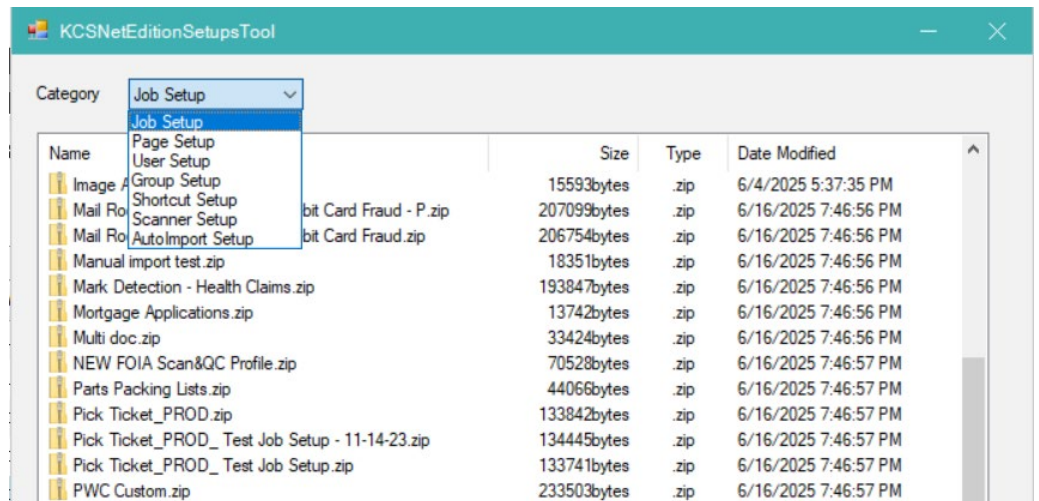 KCSNetEditionSetupsTool
Category Job Setup
Job Setup
Page Setup
User Setup
Group Setup
Shortcut Setup
Scanner Setup
AutoImport Setup
Name Size Type Date Modified
Image 15593bytes .zip 6/4/2025 5:37:35 PM
Mail Ro bit Card Fraud - P.zip 207099bytes .zip 6/16/2025 7:46:56 PM
Mail Ro bit Card Fraud.zip 206754bytes .zip 6/16/2025 7:46:56 PM
Manual import test.zip 18351bytes .zip 6/16/2025 7:46:56 PM
Mark Detection - Health Claims.zip 193847bytes .zip 6/16/2025 7:46:56 PM
Mortgage Applications.zip 13742bytes .zip 6/16/2025 7:46:56 PM
Multi doc.zip 33424bytes .zip 6/16/2025 7:46:56 PM
NEW FOIA Scan&QC Profile.zip 70528bytes .zip 6/16/2025 7:46:57 PM
Parts Packing Lists.zip 44066bytes .zip 6/16/2025 7:46:57 PM
Pick Ticket_PROD.zip 133842bytes .zip 6/16/2025 7:46:57 PM
Pick Ticket_PROD_ Test Job Setup - 11-14-23.zip 134445bytes .zip 6/16/2025 7:46:57 PM
Pick Ticket_PROD_ Test Job Setup.zip 133741bytes .zip 6/16/2025 7:46:57 PM
PWC Custom.zip 233503bytes .zip 6/16/2025 7:46:57 PM